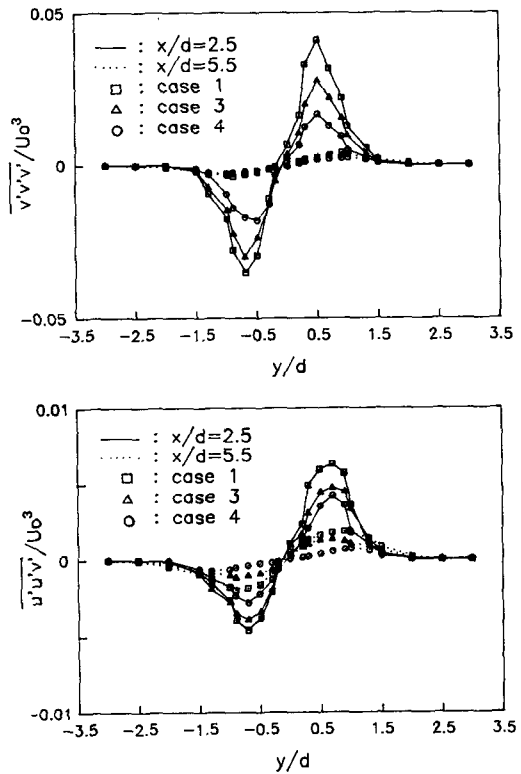 0.05
: x/d=2.5
: x/d=5.5
: case 1
: case 3
: case 4
v'v'v'/Uo³
0
-0.05
-3.5 -2.5 -1.5 -0.5 0.5 1.5 2.5 3.5
y/d
0.01
: x/d=2.5
: x/d=5.5
: case 1
: case 3
: case 4
u'u'v'/Uo³
0
-0.01
-3.5 -2.5 -1.5 -0.5 0.5 1.5 2.5 3.5
y/d